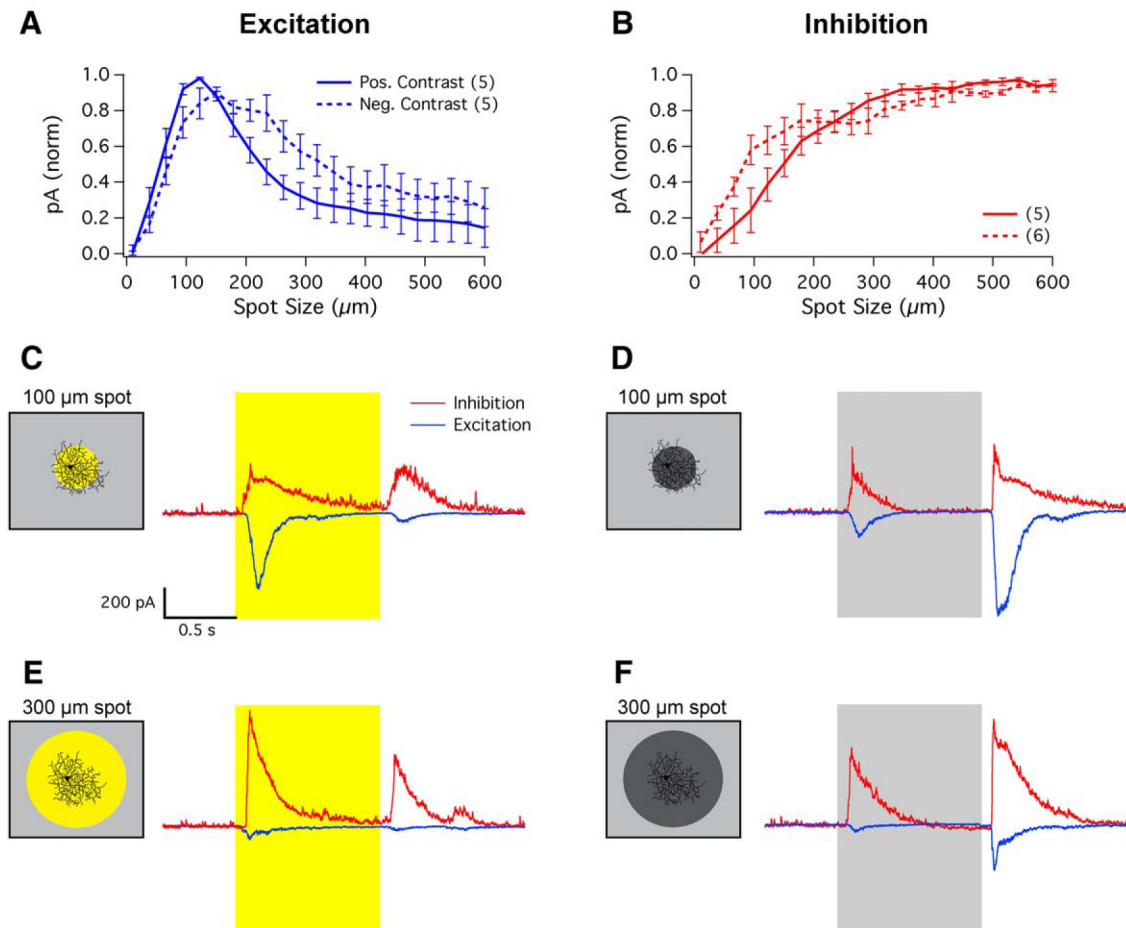 A
Excitation
pA (norm)
1.0
0.8
0.6
0.4
0.2
0.0
Pos. Contrast (5)
Neg. Contrast (5)
0
100
200
300
400
500
600
Spot Size (µm)
B
Inhibition
pA (norm)
1.0
0.8
0.6
0.4
0.2
0.0
(5)
(6)
0
100
200
300
400
500
600
Spot Size (µm)
C
100 µm spot
Inhibition
Excitation
200 pA
0.5 s
D
100 µm spot
E
300 µm spot
F
300 µm spot